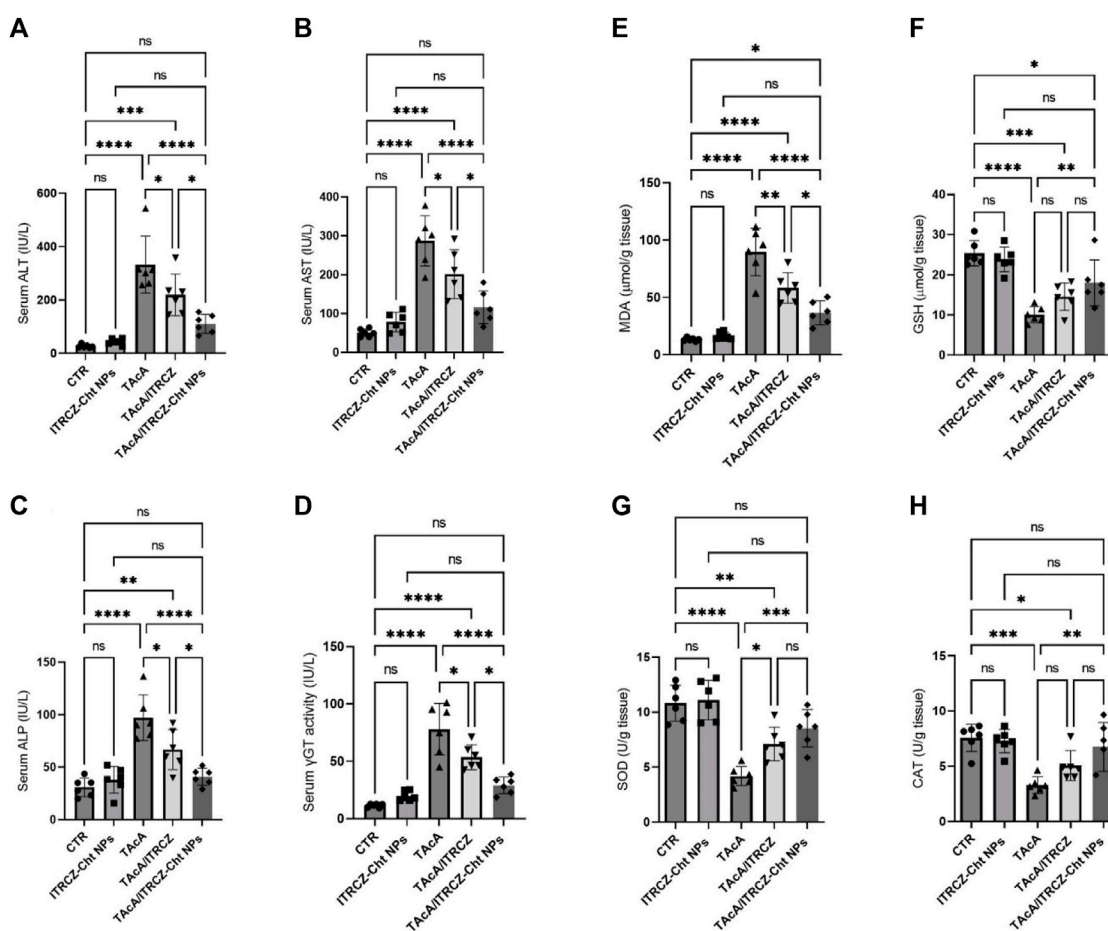 A
ns
ns
***
**** ****
ns * *
Serum ALT (IU/L)
600
400
200
0
CTR
ITRCZ-Cht NPs
TAcA
TAcA/ITRCZ
TAcA/ITRCZ-Cht NPs
B
ns
ns
****
**** ****
ns * *
Serum AST (IU/L)
400
300
200
100
0
CTR
ITRCZ-Cht NPs
TAcA
TAcA/ITRCZ
TAcA/ITRCZ-Cht NPs
E
*
ns
****
**** ****
ns ** *
MDA (μmol/g tissue)
150
100
50
0
CTR
ITRCZ-Cht NPs
TAcA
TAcA/ITRCZ
TAcA/ITRCZ-Cht NPs
F
*
ns
***
**** **
ns ns ns
GSH (μmol/g tissue)
40
30
20
10
0
CTR
ITRCZ-Cht NPs
TAcA
TAcA/ITRCZ
TAcA/ITRCZ-Cht NPs
C
ns
ns
**
**** ****
ns * *
Serum ALP (IU/L)
150
100
50
0
CTR
ITRCZ-Cht NPs
TAcA
TAcA/ITRCZ
TAcA/ITRCZ-Cht NPs
D
ns
ns
****
**** ****
ns * *
Serum γGT activity (IU/L)
150
100
50
0
CTR
ITRCZ-Cht NPs
TAcA
TAcA/ITRCZ
TAcA/ITRCZ-Cht NPs
G
ns
ns
**
**** ***
ns * ns
SOD (U/g tissue)
15
10
5
0
CTR
ITRCZ-Cht NPs
TAcA
TAcA/ITRCZ
TAcA/ITRCZ-Cht NPs
H
ns
ns
*
*** **
ns ns ns
CAT (U/g tissue)
15
10
5
0
CTR
ITRCZ-Cht NPs
TAcA
TAcA/ITRCZ
TAcA/ITRCZ-Cht NPs